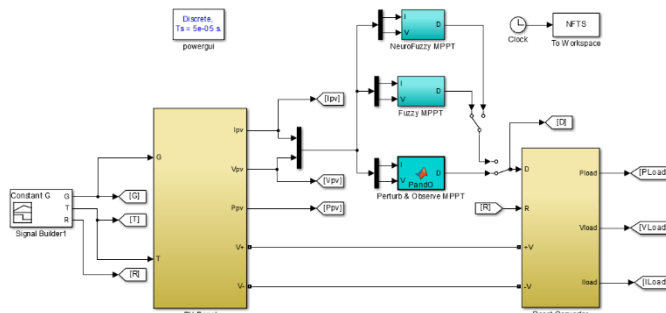 Discrete,
Ts = 5e-05 s.
powergui
I
V
D
NeuroFuzzy MPPT
Clock
NFTS
To Workspace
[Ipv]
I
V
D
Fuzzy MPPT
[D]
Ipv
Vpv
Ppv
V+
V-
G
T
[Vpv]
[Ppv]
I
V
D
PandO
Perturb & Observe MPPT
[R]
D
R
+V
-V
Pload
Vload
Iload
[PLoad]
[VLoad]
[ILoad]
Constant G
G
T
R
Signal Builder1
[G]
[T]
[R]